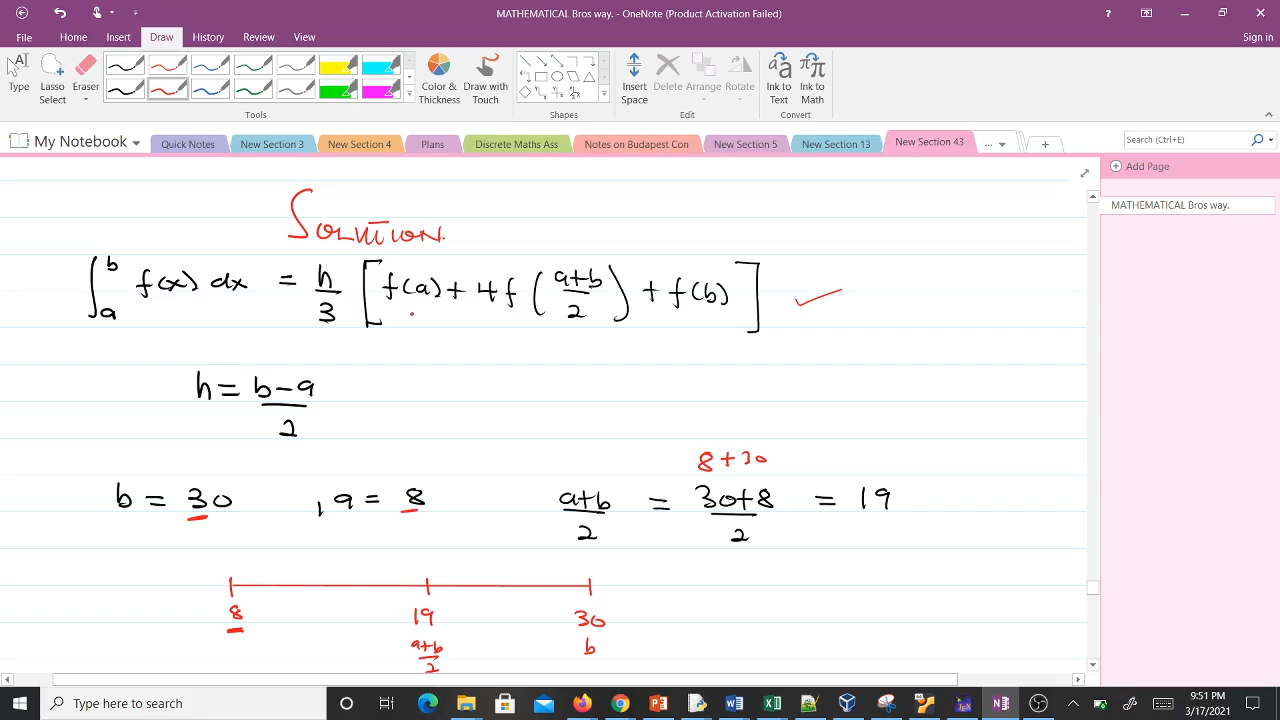 MATHEMATICAL Bros way. - OneNote (Product Activation Failed)
File Home Insert Draw History Review View Sign in
Type Lasso Select Eraser Color & Thickness Draw with Touch Insert Space Delete Arrange Rotate Ink to Text Ink to Math
Tools Shapes Edit Convert
My Notebook Quick Notes New Section 3 New Section 4 Plans Discrete Maths Ass Notes on Budapest Con New Section 5 New Section 13 New Section 43 ... Search (Ctrl+E)
Add Page
MATHEMATICAL Bros way.
Solution.
∫_a^b f(x) dx = h/3 [ f(a) + 4f ( (a+b)/2 ) + f(b) ] ✓
h = (b-a)/2
8 + 30
b = 30 , a = 8 (a+b)/2 = (30+8)/2 = 19
8 19 30
(a+b)/2 b
Type here to search
9:51 PM
3/17/2021